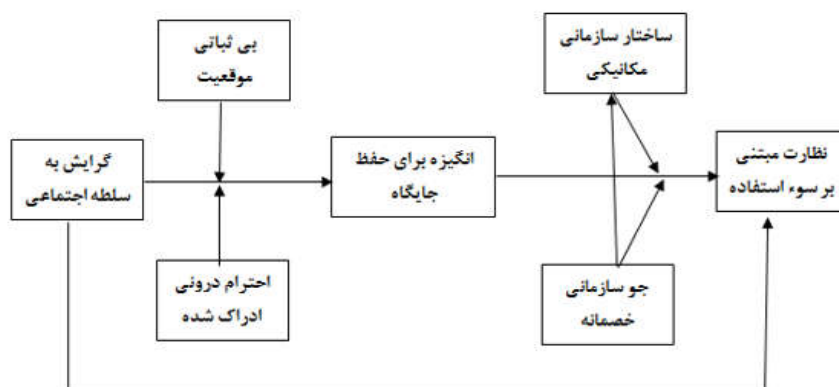 بی ثباتی
موقعیت
ساختار سازمانی
مکانیکی
گرایش به
سلطه اجتماعی
انگیزه برای حفظ
جایگاه
نظارت مبتنی
بر سوء استفاده
احترام درونی
ادراک شده
جو سازمانی
خصمانه